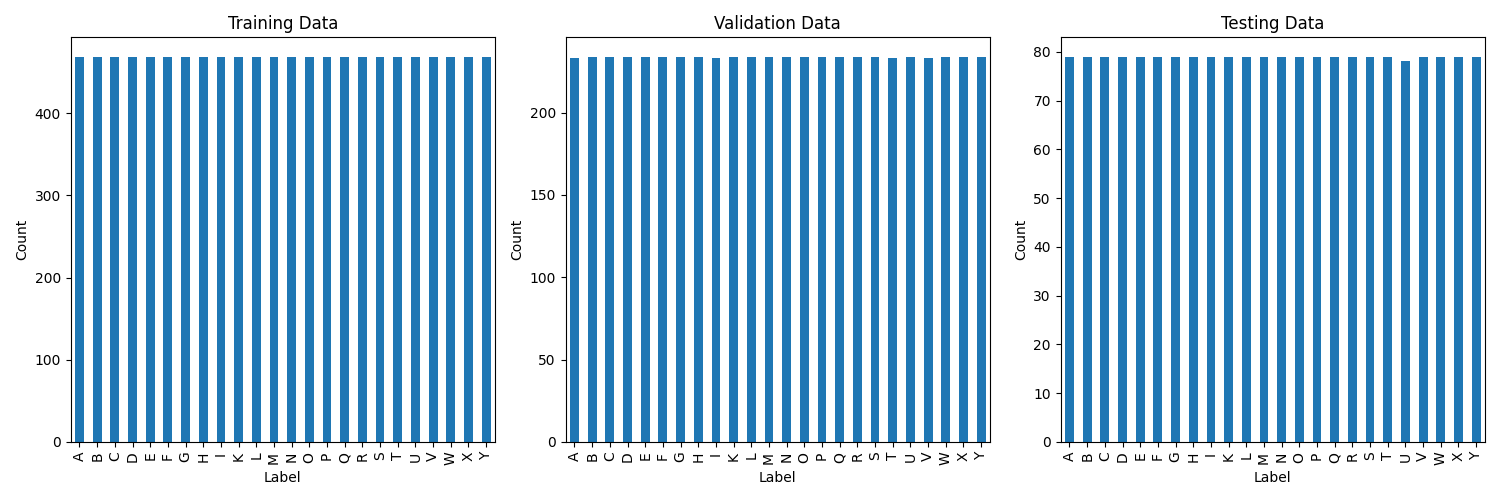 Training Data
Count
400
300
200
100
0
A B C D E F G H I K L M N O P Q R S T U V W X Y
Label
Validation Data
Count
200
150
100
50
0
A B C D E F G H I K L M N O P Q R S T U V W X Y
Label
Testing Data
Count
80
70
60
50
40
30
20
10
0
A B C D E F G H I K L M N O P Q R S T U V W X Y
Label